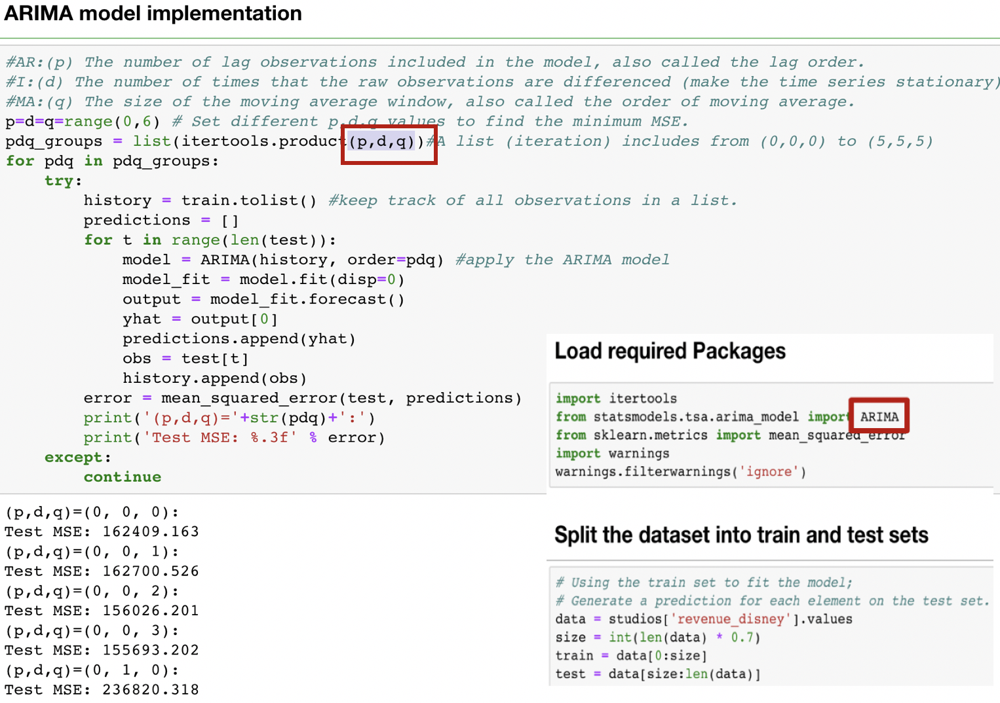 ARIMA model implementation
#AR:(p) The number of lag observations included in the model, also called the lag order.
#I:(d) The number of times that the raw observations are differenced (make the time series stationary)
#MA:(q) The size of the moving average window, also called the order of moving average.
p=d=q=range(0,6) # Set different p,d,q values to find the minimum MSE.
pdq_groups = list(itertools.product(p,d,q))#A list (iteration) includes from (0,0,0) to (5,5,5)
for pdq in pdq_groups:
    try:
        history = train.tolist() #keep track of all observations in a list.
        predictions = []
        for t in range(len(test)):
            model = ARIMA(history, order=pdq) #apply the ARIMA model
            model_fit = model.fit(disp=0)
            output = model_fit.forecast()
            yhat = output[0]
            predictions.append(yhat)
            obs = test[t]
            history.append(obs)
        error = mean_squared_error(test, predictions)
        print('(p,d,q)='+str(pdq)+':')
        print('Test MSE: %.3f' % error)
    except:
        continue
(p,d,q)=(0, 0, 0):
Test MSE: 162409.163
(p,d,q)=(0, 0, 1):
Test MSE: 162700.526
(p,d,q)=(0, 0, 2):
Test MSE: 156026.201
(p,d,q)=(0, 0, 3):
Test MSE: 155693.202
(p,d,q)=(0, 1, 0):
Test MSE: 236820.318
Load required Packages
import itertools
from statsmodels.tsa.arima_model import ARIMA
from sklearn.metrics import mean_squared_error
import warnings
warnings.filterwarnings('ignore')
Split the dataset into train and test sets
# Using the train set to fit the model;
# Generate a prediction for each element on the test set.
data = studios['revenue_disney'].values
size = int(len(data) * 0.7)
train = data[0:size]
test = data[size:len(data)]